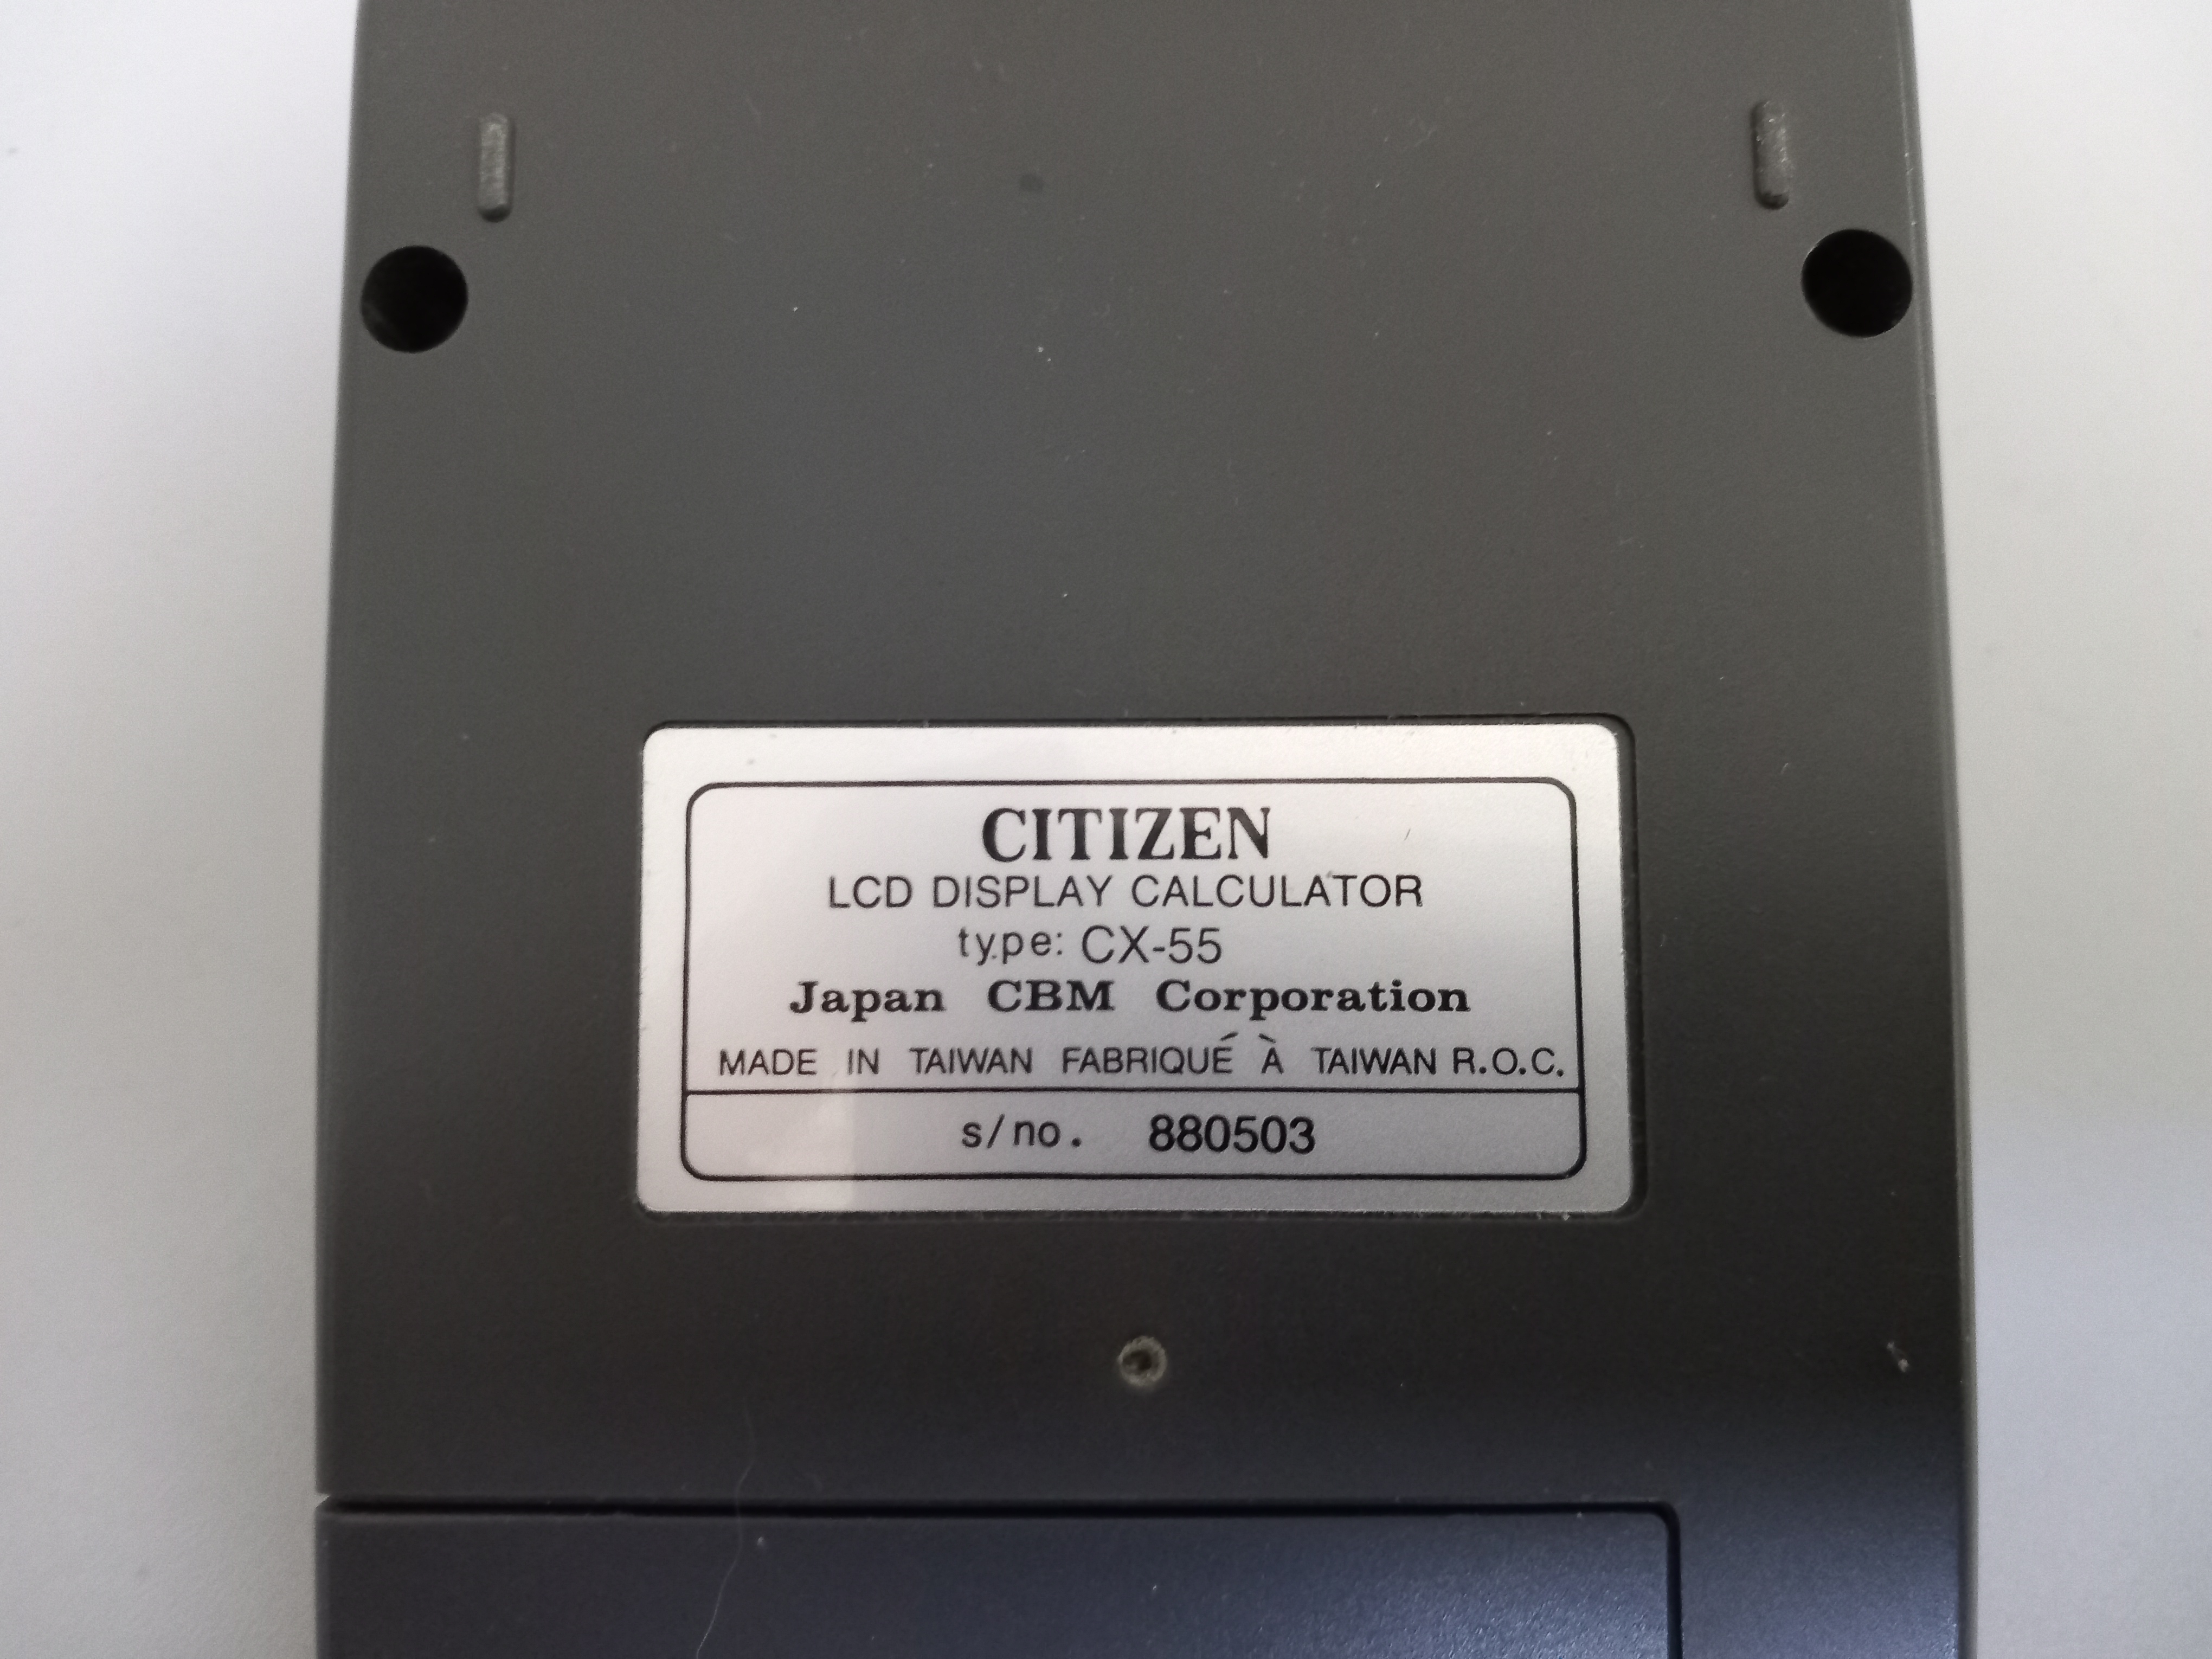 CITIZEN
LCD DISPLAY CALCULATOR
type: CX-55
Japan CBM Corporation
MADE IN TAIWAN FABRIQUÉ À TAIWAN R.O.C.
s/no. 880503